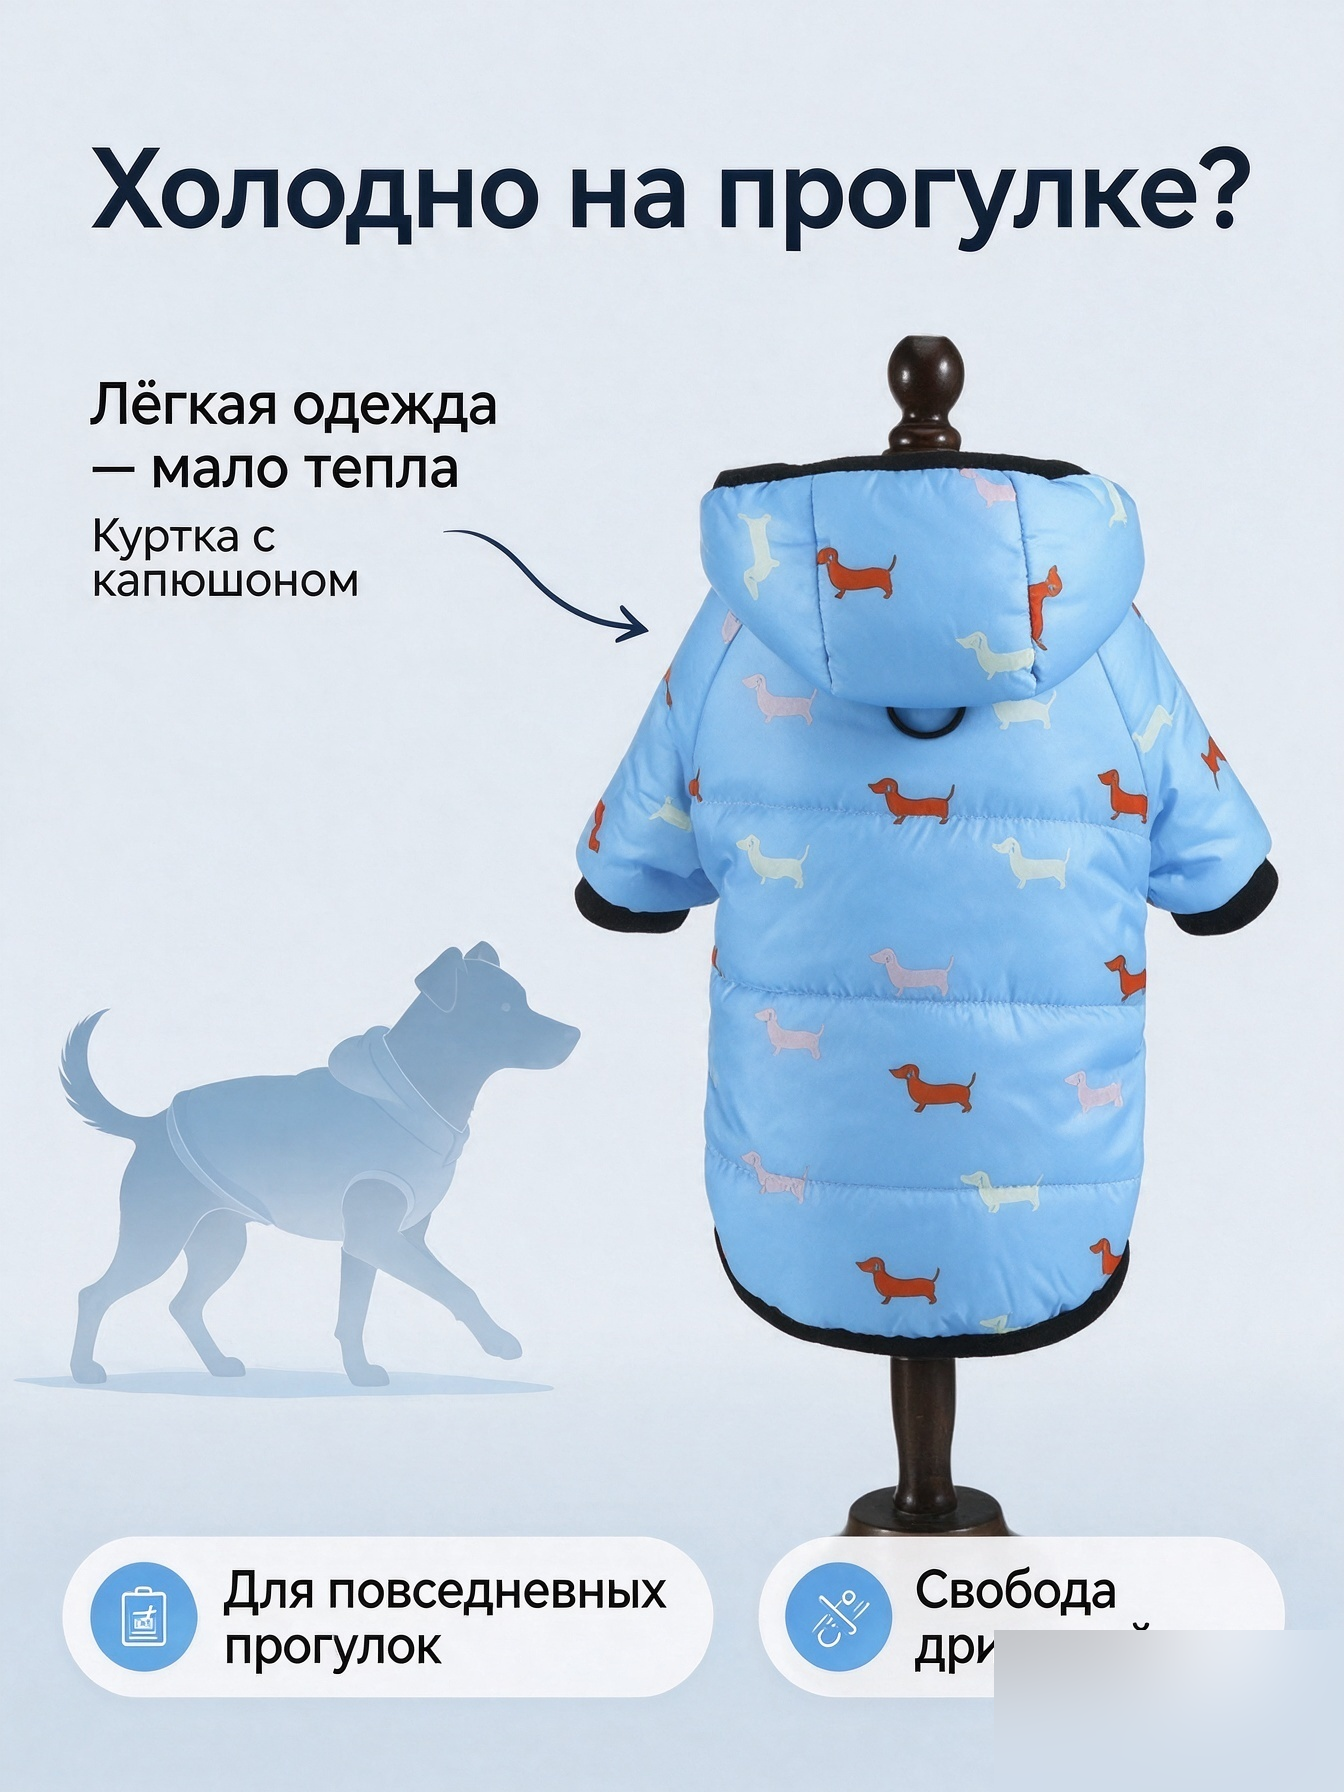 Холодно на прогулке?
Лёгкая одежда
— мало тепла
Куртка с
капюшоном
Для повседневных
прогулок
Свобода